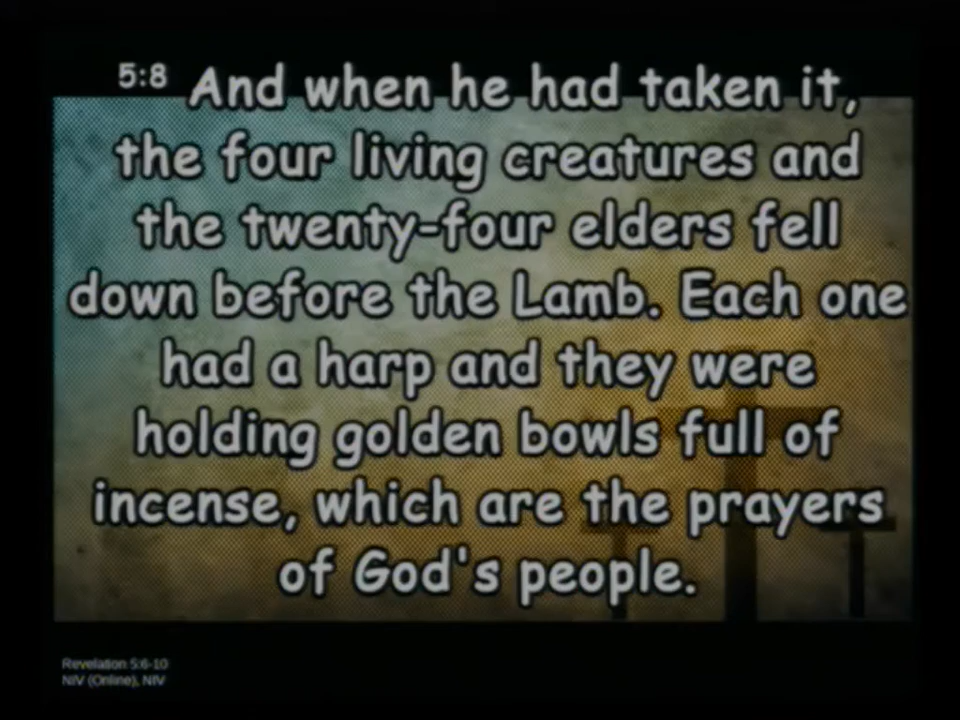 5:8 And when he had taken it,
the four living creatures and
the twenty-four elders fell
down before the Lamb. Each one
had a harp and they were
holding golden bowls full of
incense, which are the prayers
of God's people.
Revelation 5:6-10
NIV (Online), NIV